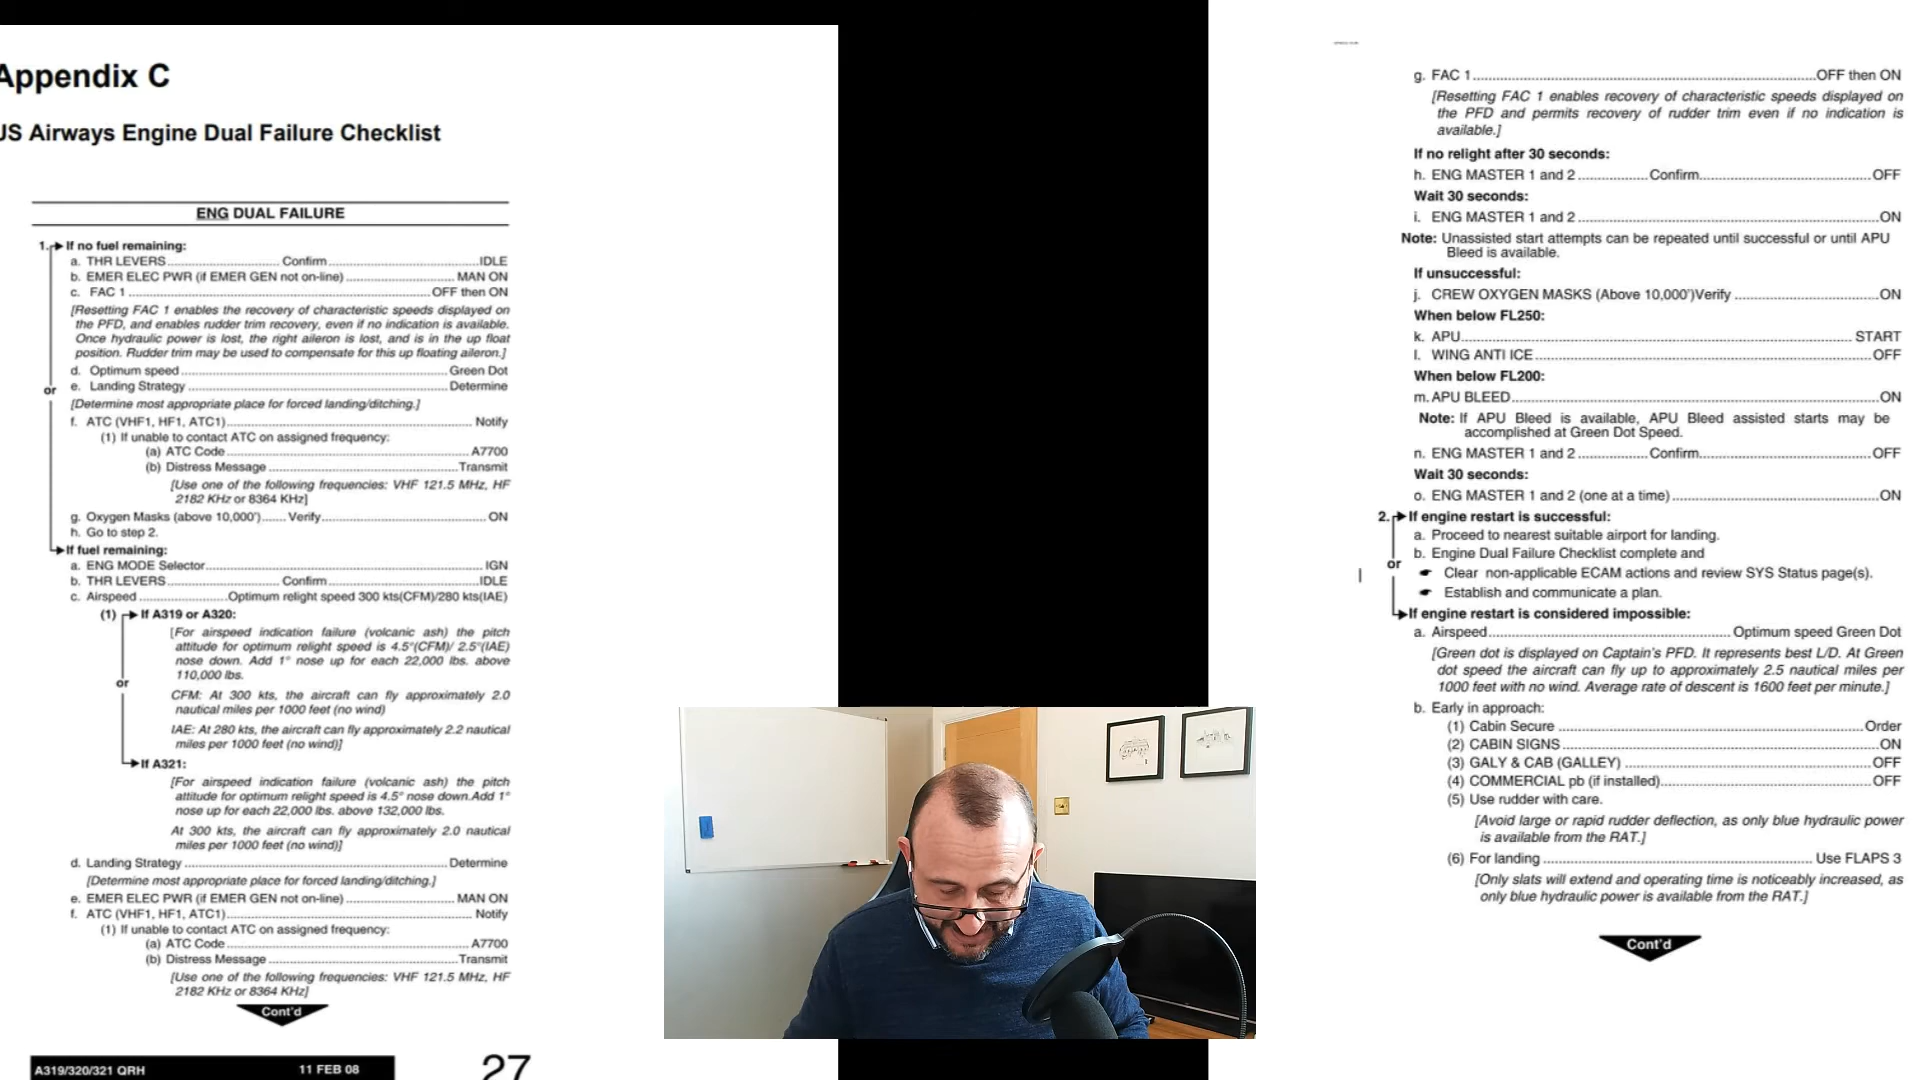 Appendix C
US Airways Engine Dual Failure Checklist
ENG DUAL FAILURE
1. If no fuel remaining:
a. THR LEVERS Confirm IDLE
b. EMER ELEC PWR (if EMER GEN not on-line) MAN ON
c. FAC 1 OFF then ON
[Resetting FAC 1 enables the recovery of characteristic speeds displayed on
the PFD, and enables rudder trim recovery, even if no indication is available.
Once hydraulic power is lost, the right aileron is lost, and is in the up float
position. Rudder trim may be used to compensate for this up floating aileron.]
d. Optimum speed Green Dot
or e. Landing Strategy Determine
[Determine most appropriate place for forced landing/ditching.]
f. ATC (VHF1, HF1, ATC1) Notify
(1) If unable to contact ATC on assigned frequency:
(a) ATC Code A7700
(b) Distress Message Transmit
[Use one of the following frequencies: VHF 121.5 MHz, HF
2182 KHz or 8364 KHz]
g. Oxygen Masks (above 10,000') Verify ON
h. Go to step 2.
If fuel remaining:
a. ENG MODE Selector IGN
b. THR LEVERS Confirm IDLE
c. Airspeed Optimum relight speed 300 kts(CFM)/280 kts(IAE)
(1) If A319 or A320:
[For airspeed indication failure (volcanic ash) the pitch
attitude for optimum relight speed is 4.5°(CFM)/ 2.5°(IAE)
nose down. Add 1° nose up for each 22,000 lbs. above
110,000 lbs.
or
CFM: At 300 kts, the aircraft can fly approximately 2.0
nautical miles per 1000 feet (no wind)
IAE: At 280 kts, the aircraft can fly approximately 2.2 nautical
miles per 1000 feet (no wind)]
If A321:
[For airspeed indication failure (volcanic ash) the pitch
attitude for optimum relight speed is 4.5° nose down.Add 1°
nose up for each 22,000 lbs. above 132,000 lbs.
At 300 kts, the aircraft can fly approximately 2.0 nautical
miles per 1000 feet (no wind)]
d. Landing Strategy Determine
[Determine most appropriate place for forced landing/ditching.]
e. EMER ELEC PWR (if EMER GEN not on-line) MAN ON
f. ATC (VHF1, HF1, ATC1) Notify
(1) If unable to contact ATC on assigned frequency:
(a) ATC Code A7700
(b) Distress Message Transmit
[Use one of the following frequencies: VHF 121.5 MHz, HF
2182 KHz or 8364 KHz]
Cont'd
A319/320/321 QRH 11 FEB 08
27
g. FAC 1 OFF then ON
[Resetting FAC 1 enables recovery of characteristic speeds displayed on
the PFD and permits recovery of rudder trim even if no indication is
available.]
If no relight after 30 seconds:
h. ENG MASTER 1 and 2 Confirm OFF
Wait 30 seconds:
i. ENG MASTER 1 and 2 ON
Note: Unassisted start attempts can be repeated until successful or until APU
Bleed is available.
If unsuccessful:
j. CREW OXYGEN MASKS (Above 10,000')Verify ON
When below FL250:
k. APU START
l. WING ANTI ICE OFF
When below FL200:
m. APU BLEED ON
Note: If APU Bleed is available, APU Bleed assisted starts may be
accomplished at Green Dot Speed.
n. ENG MASTER 1 and 2 Confirm OFF
Wait 30 seconds:
o. ENG MASTER 1 and 2 (one at a time) ON
2. If engine restart is successful:
a. Proceed to nearest suitable airport for landing.
b. Engine Dual Failure Checklist complete and
or
Clear non-applicable ECAM actions and review SYS Status page(s).
Establish and communicate a plan.
If engine restart is considered impossible:
a. Airspeed Optimum speed Green Dot
[Green dot is displayed on Captain's PFD. It represents best L/D. At Green
dot speed the aircraft can fly up to approximately 2.5 nautical miles per
1000 feet with no wind. Average rate of descent is 1600 feet per minute.]
b. Early in approach:
(1) Cabin Secure Order
(2) CABIN SIGNS ON
(3) GALY & CAB (GALLEY) OFF
(4) COMMERCIAL pb (if installed) OFF
(5) Use rudder with care.
[Avoid large or rapid rudder deflection, as only blue hydraulic power
is available from the RAT.]
(6) For landing Use FLAPS 3
[Only slats will extend and operating time is noticeably increased, as
only blue hydraulic power is available from the RAT.]
Cont'd